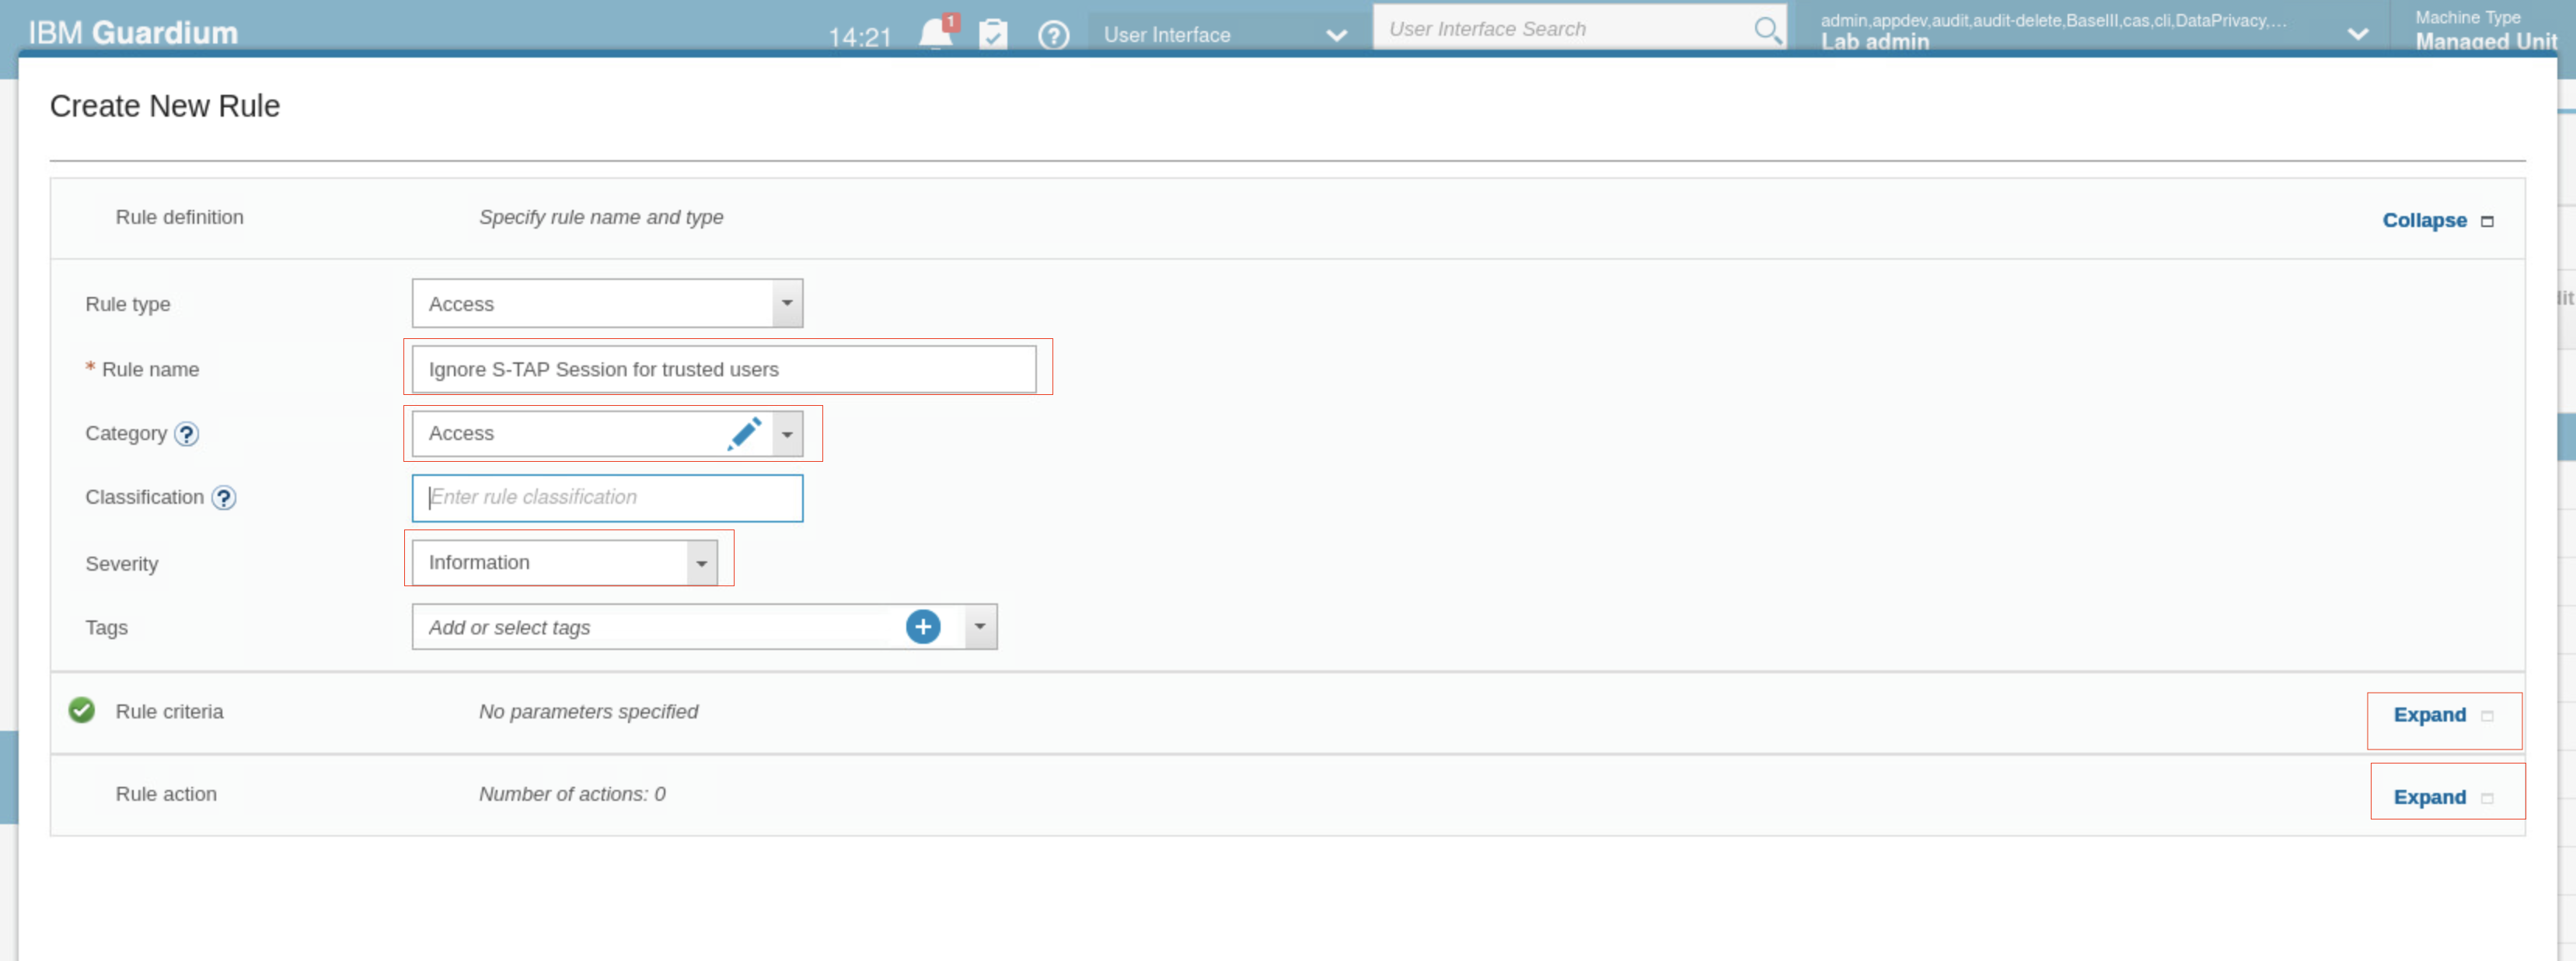 IBM Guardium
14:21
1
User Interface
User Interface Search
admin,appdev,audit,audit-delete,BaselII,cas,cli,DataPrivacy,...
Lab admin
Machine Type
Managed Unit
Create New Rule
Rule definition
Specify rule name and type
Collapse
Rule type
Access
* Rule name
Ignore S-TAP Session for trusted users
Category ?
Access
Classification ?
Enter rule classification
Severity
Information
Tags
Add or select tags
Rule criteria
No parameters specified
Expand
Rule action
Number of actions: 0
Expand